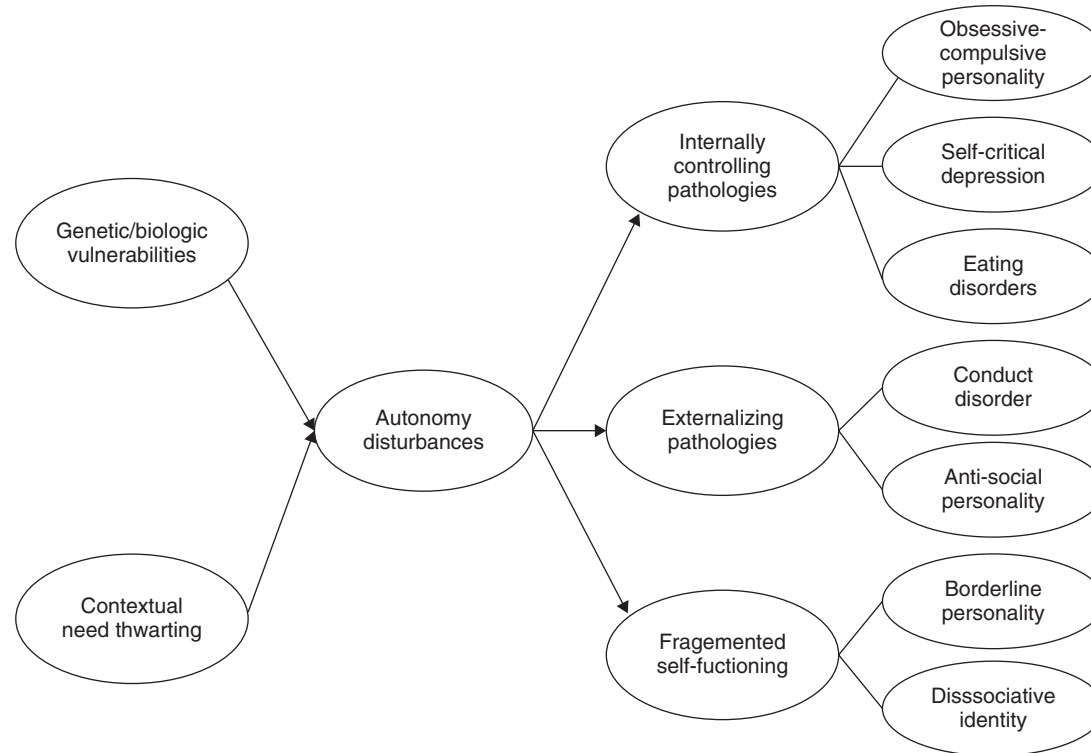 Genetic/biologic
vulnerabilities
Contextual
need thwarting
Autonomy
disturbances
Internally
controlling
pathologies
Obsessive-
compulsive
personality
Self-critical
depression
Eating
disorders
Externalizing
pathologies
Conduct
disorder
Anti-social
personality
Fragemented
self-fuctioning
Borderline
personality
Disssociative
identity